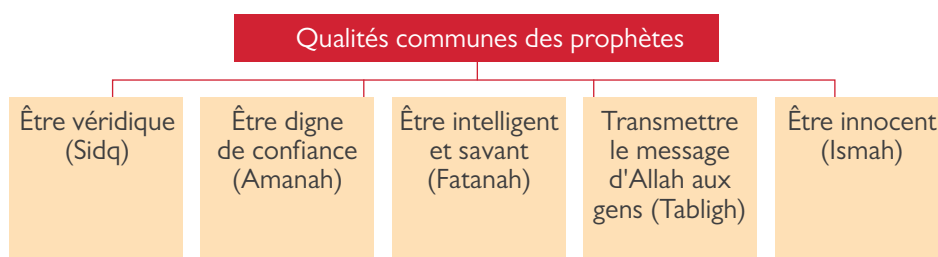 Qualités communes des prophètes
Être véridique
(Sidq)
Être digne
de confiance
(Amanah)
Être intelligent
et savant
(Fatanah)
Transmettre
le message
d'Allah aux
gens (Tabligh)
Être innocent
(Ismah)